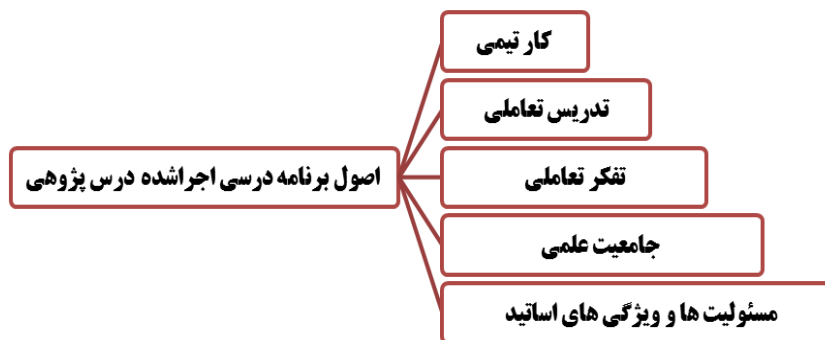 اصول برنامه درسی اجراشده درس پژوهی
کار تیمی
تدریس تعاملی
تفکر تعاملی
جامعیت علمی
مسئولیت ها و ویژگی های اساتید